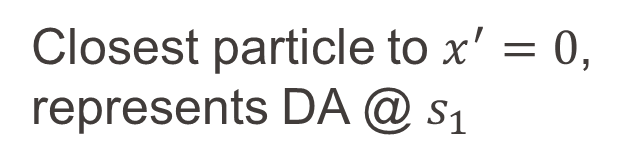 Closest particle to x′ = 0,
represents DA @ s₁